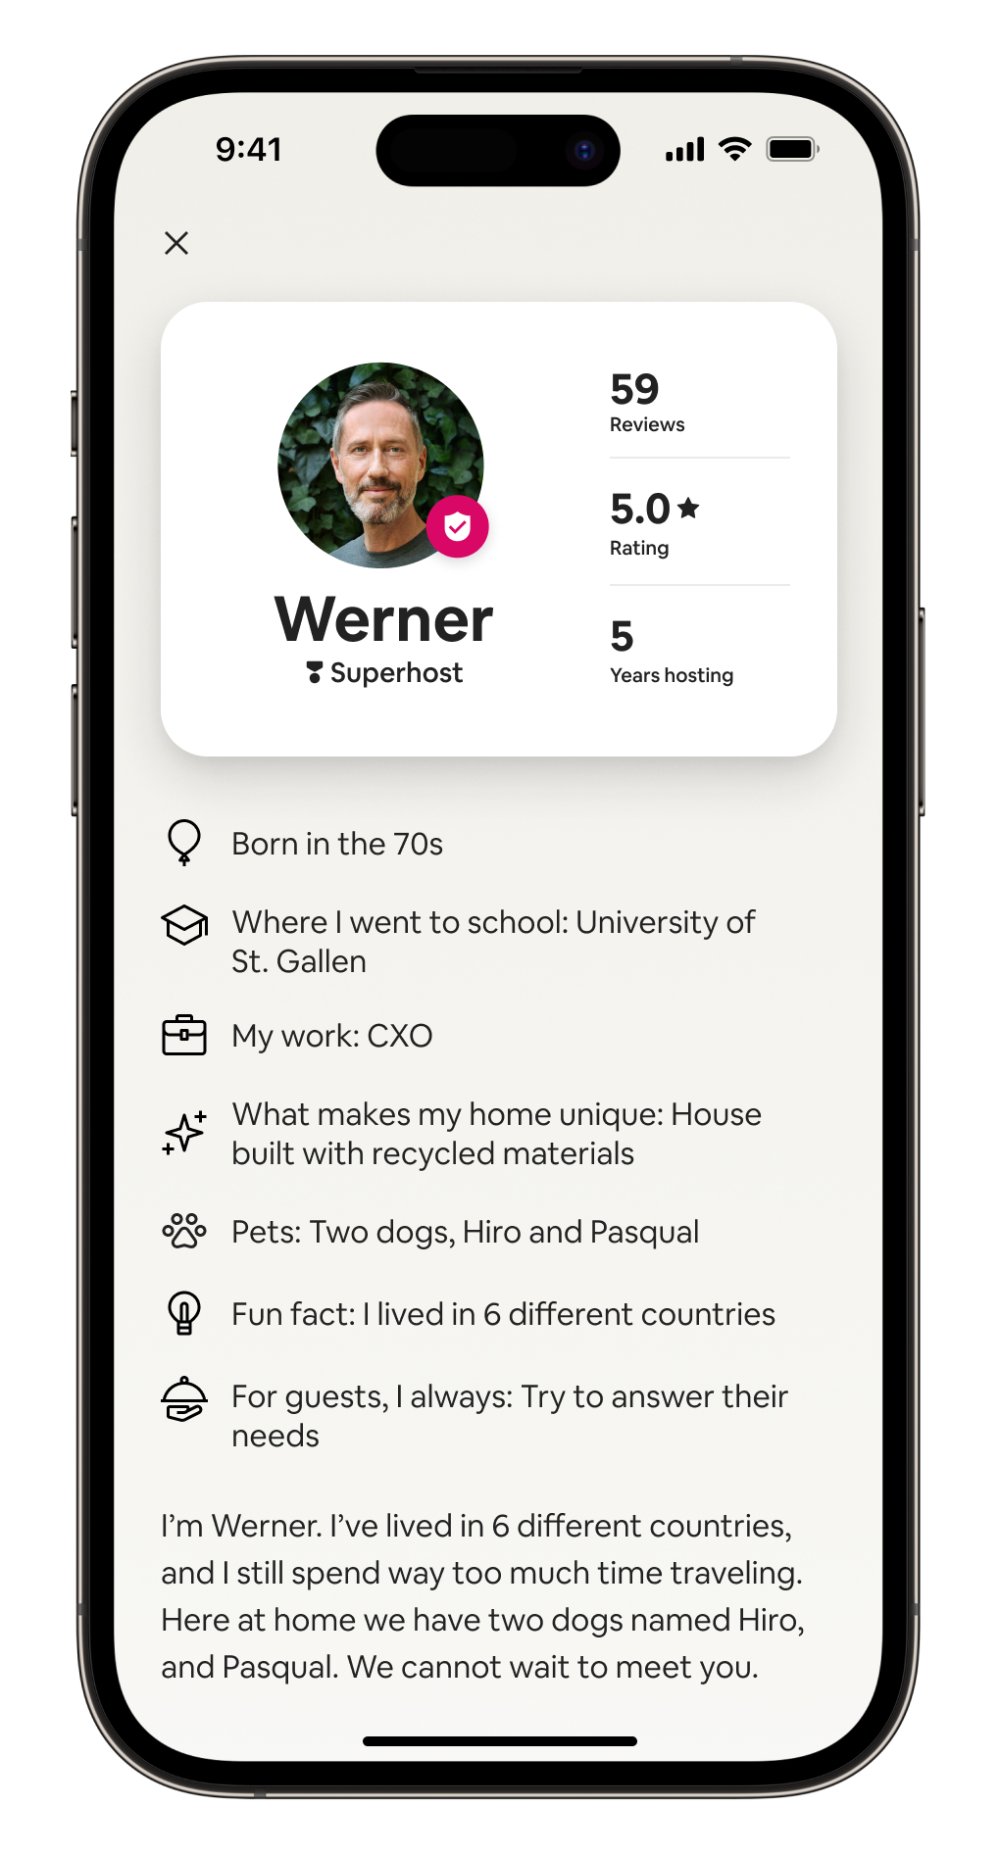 9:41
59
Reviews
5.0★
Rating
5
Years hosting
Werner
Superhost
Born in the 70s
Where I went to school: University of
St. Gallen
My work: CXO
What makes my home unique: House
built with recycled materials
Pets: Two dogs, Hiro and Pasqual
Fun fact: I lived in 6 different countries
For guests, I always: Try to answer their
needs
I’m Werner. I’ve lived in 6 different countries,
and I still spend way too much time traveling.
Here at home we have two dogs named Hiro,
and Pasqual. We cannot wait to meet you.